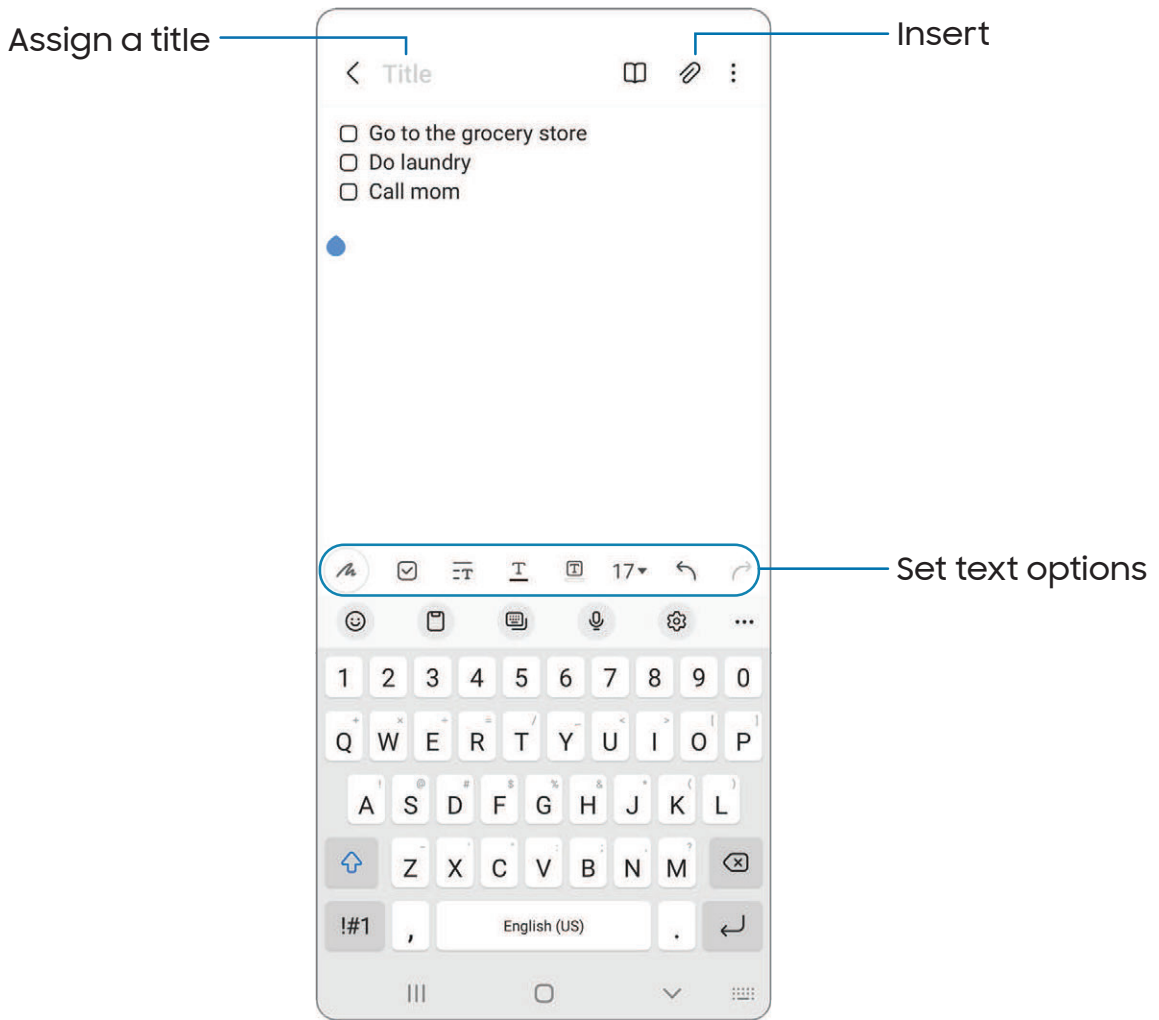 Assign a title
Insert
Title
Go to the grocery store
Do laundry
Call mom
T T T 17
Set text options
1 2 3 4 5 6 7 8 9 0
+ × ÷ = / _ < > [ ]
Q W E R T Y U I O P
! @ # $ % & * ( )
A S D F G H J K L
- ' " : ; , ?
Z X C V B N M
!#1 , English (US) .